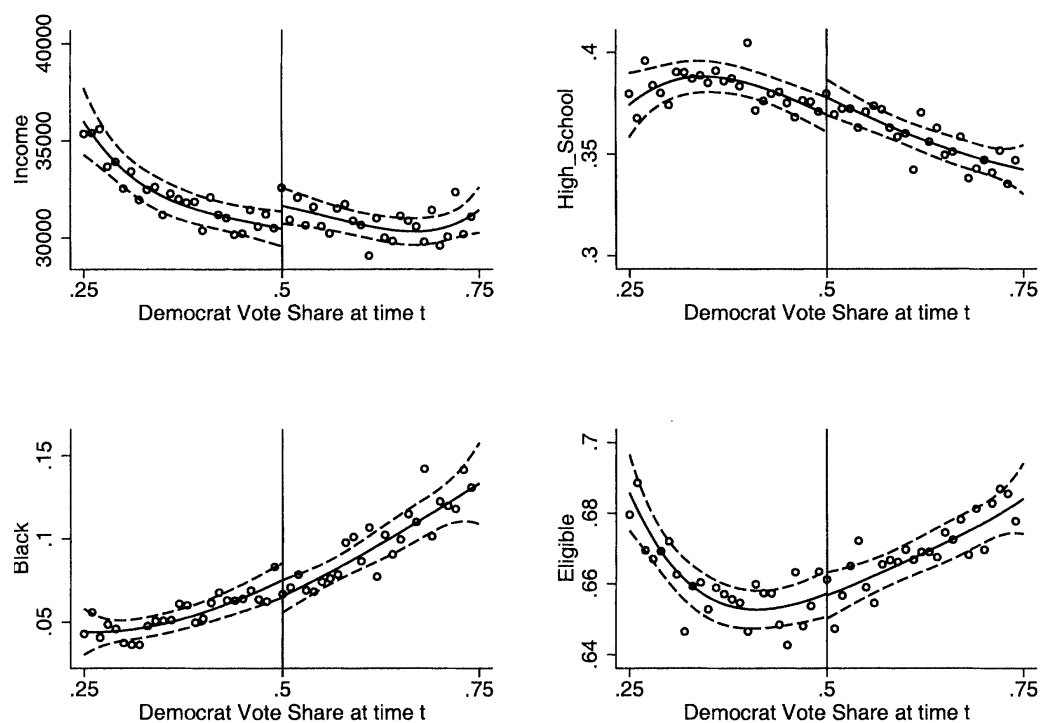 Income
40000
35000
30000
.25 .5 .75
Democrat Vote Share at time t
High_School
.4
.35
.3
.25 .5 .75
Democrat Vote Share at time t
Black
.15
.1
.05
.25 .5 .75
Democrat Vote Share at time t
Eligible
.7
.68
.66
.64
.25 .5 .75
Democrat Vote Share at time t